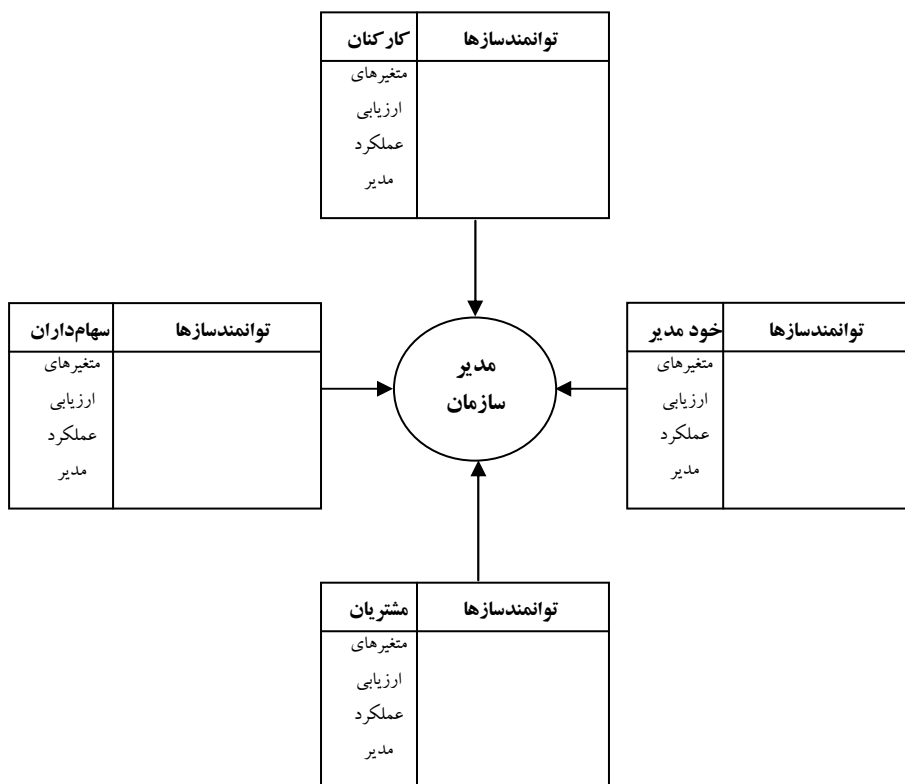 کارکنان توانمندسازها
متغیرهای
ارزیابی
عملکرد
مدیر
سهام‌داران توانمندسازها
متغیرهای
ارزیابی
عملکرد
مدیر
مدیر
سازمان
خود مدیر توانمندسازها
متغیرهای
ارزیابی
عملکرد
مدیر
مشتریان توانمندسازها
متغیرهای
ارزیابی
عملکرد
مدیر